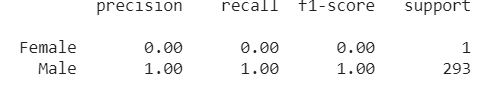 precision recall f1-score support
Female 0.00 0.00 0.00 1
Male 1.00 1.00 1.00 293